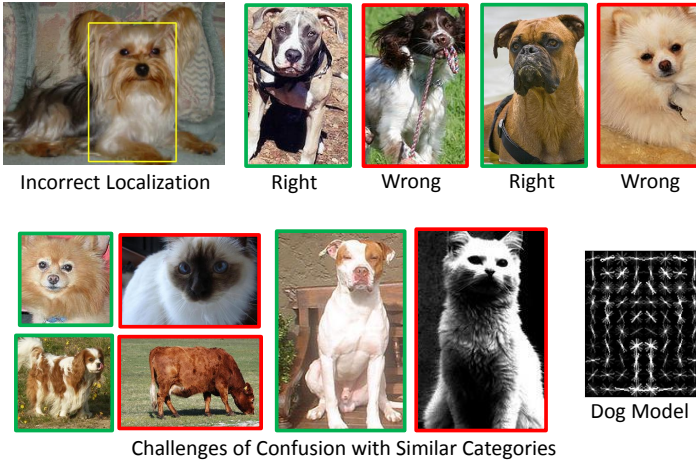 Incorrect Localization
Right
Wrong
Right
Wrong
Dog Model
Challenges of Confusion with Similar Categories